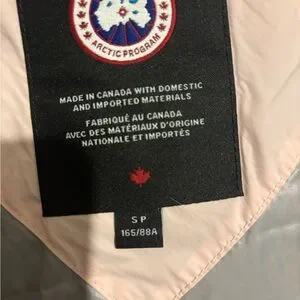 ARCTIC PROGRAM
MADE IN CANADA WITH DOMESTIC
AND IMPORTED MATERIALS
FABRIQUÉ AU CANADA
AVEC DES MATÉRIAUX D'ORIGINE
NATIONALE ET IMPORTÉS
S P
165/88A